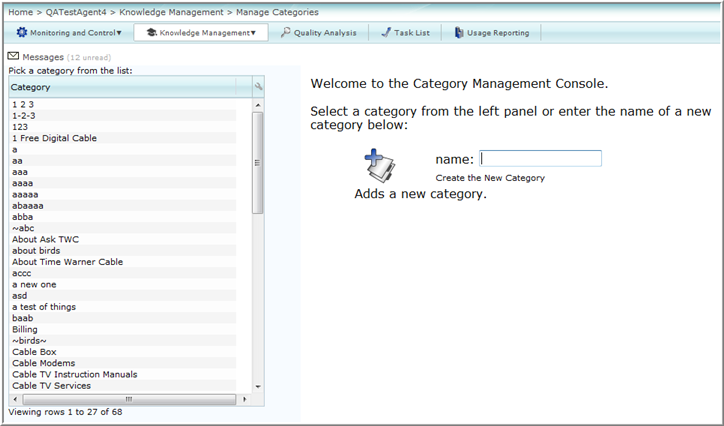 Home > QATestAgent4 > Knowledge Management > Manage Categories
Monitoring and Control▼ Knowledge Management▼ Quality Analysis Task List Usage Reporting
Messages (12 unread)
Pick a category from the list:
Category
1 2 3
1-2-3
123
1 Free Digital Cable
a
aa
aaa
aaaa
aaaaa
abaaaa
abba
~abc
About Ask TWC
about birds
About Time Warner Cable
accc
a new one
asd
a test of things
baab
Billing
~birds~
Cable Box
Cable Modems
Cable TV Instruction Manuals
Cable TV Services
Viewing rows 1 to 27 of 68
Welcome to the Category Management Console.
Select a category from the left panel or enter the name of a new
category below:
name:
Create the New Category
Adds a new category.